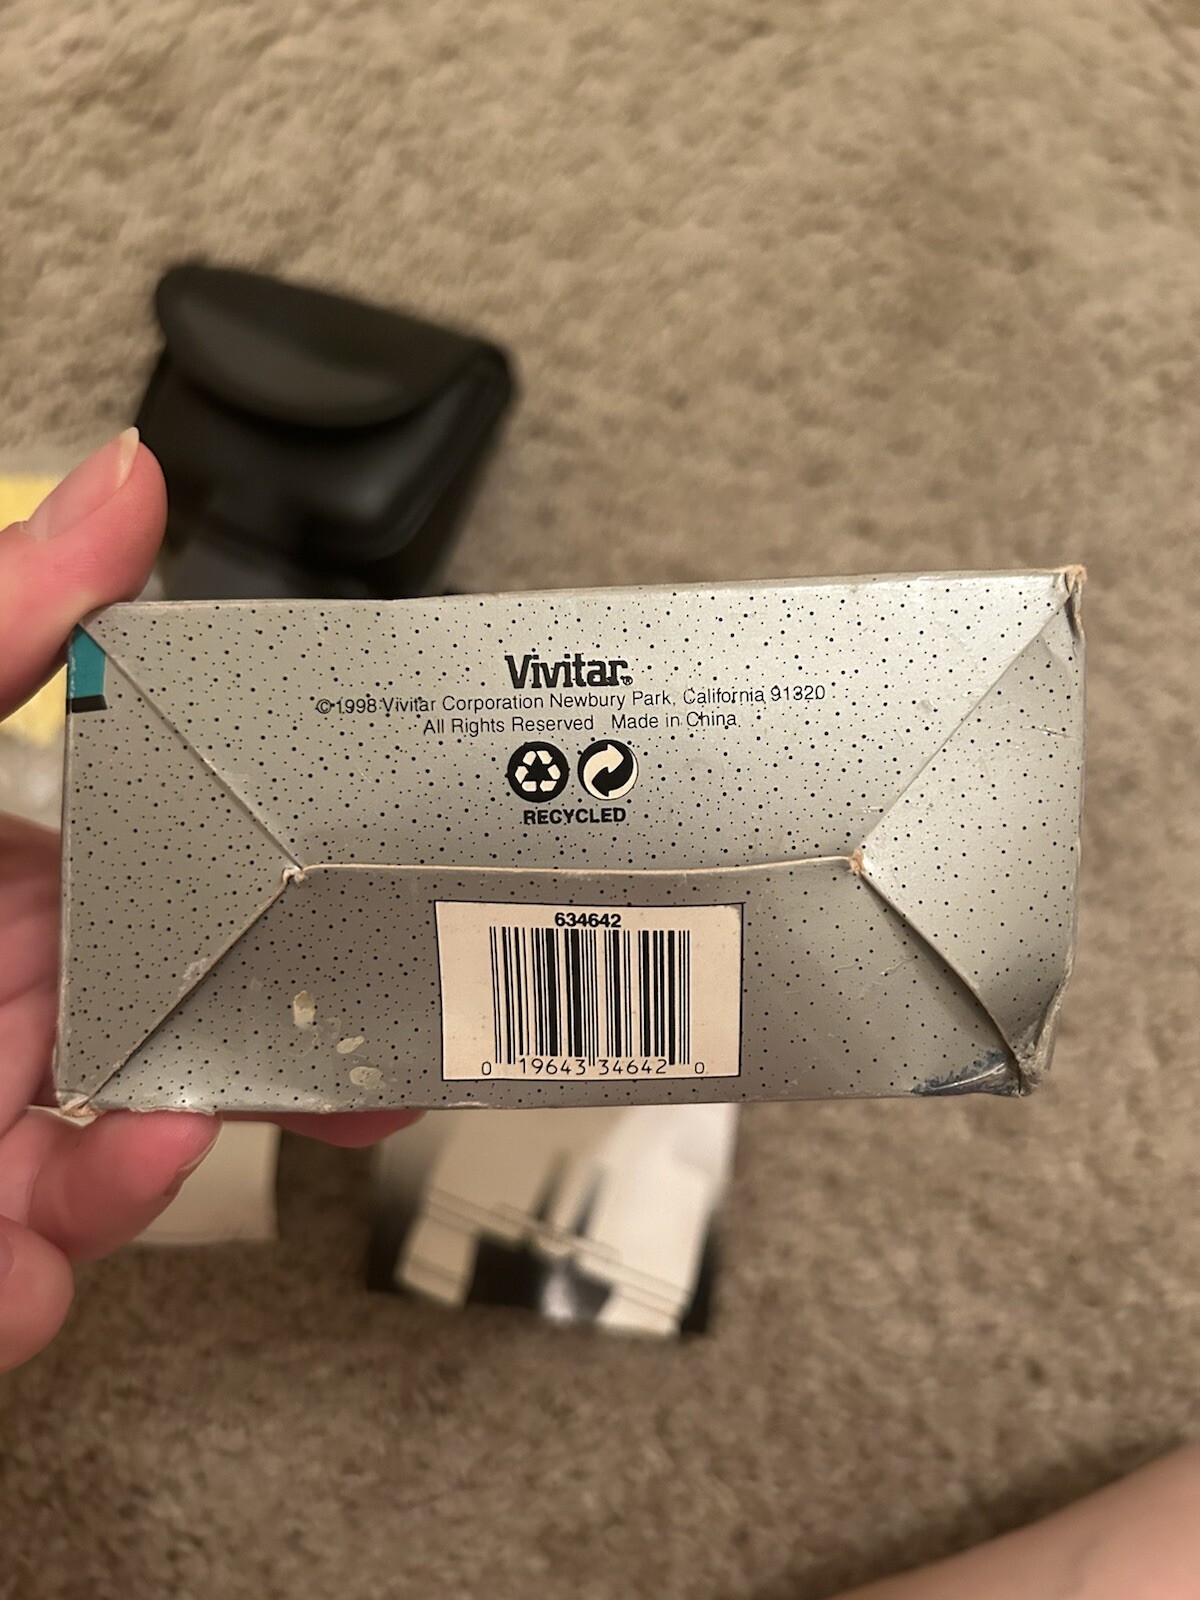 Vivitar®
©1998 Vivitar Corporation Newbury Park, California 91320
All Rights Reserved Made in China
RECYCLED
634642
0 19643 34642 0